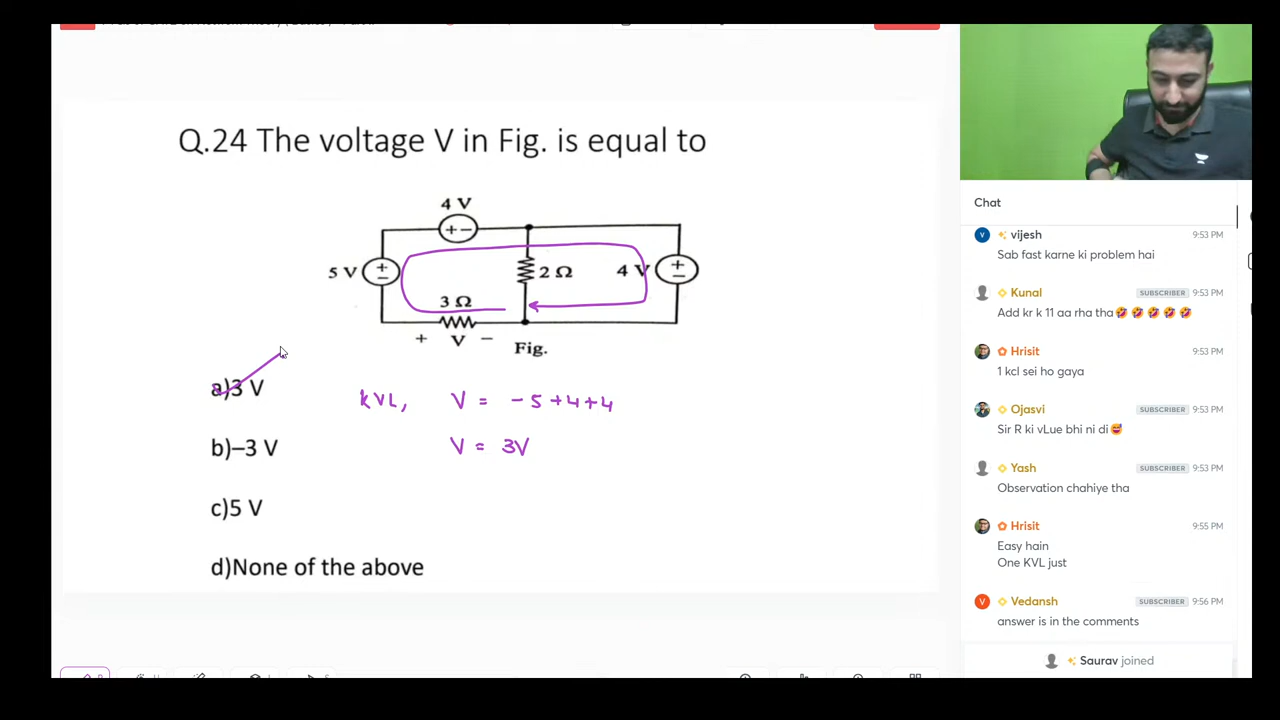 Q.24 The voltage V in Fig. is equal to
4 V
+ −
5 V
+
−
2 Ω
4 V
+
−
3 Ω
+ V −
Fig.
a)3 V
b)–3 V
c)5 V
d)None of the above
KVL, V = -5+4+4
V = 3V
Chat
V vijesh 9:53 PM
Sab fast karne ki problem hai
Kunal SUBSCRIBER 9:53 PM
Add kr k 11 aa rha tha🤣🤣🤣🤣🤣
Hrisit 9:53 PM
1 kcl sei ho gaya
Ojasvi 9:53 PM
Sir R ki vLue bhi ni di😅
Yash SUBSCRIBER 9:53 PM
Observation chahiye tha
Hrisit 9:55 PM
Easy hain
One KVL just
V Vedansh SUBSCRIBER 9:56 PM
answer is in the comments
Saurav joined